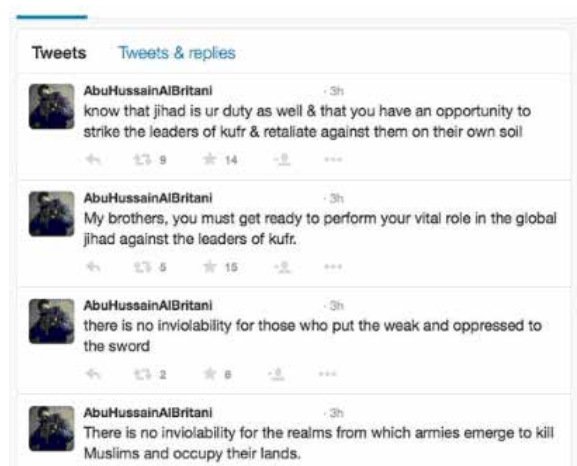 Tweets Tweets & replies
AbuHussainAlBritani · 3h
know that jihad is ur duty as well & that you have an opportunity to
strike the leaders of kufr & retaliate against them on their own soil
9 14
AbuHussainAlBritani · 3h
My brothers, you must get ready to perform your vital role in the global
jihad against the leaders of kufr.
5 15
AbuHussainAlBritani · 3h
there is no inviolability for those who put the weak and oppressed to
the sword
2 8
AbuHussainAlBritani · 3h
There is no inviolability for the realms from which armies emerge to kill
Muslims and occupy their lands.